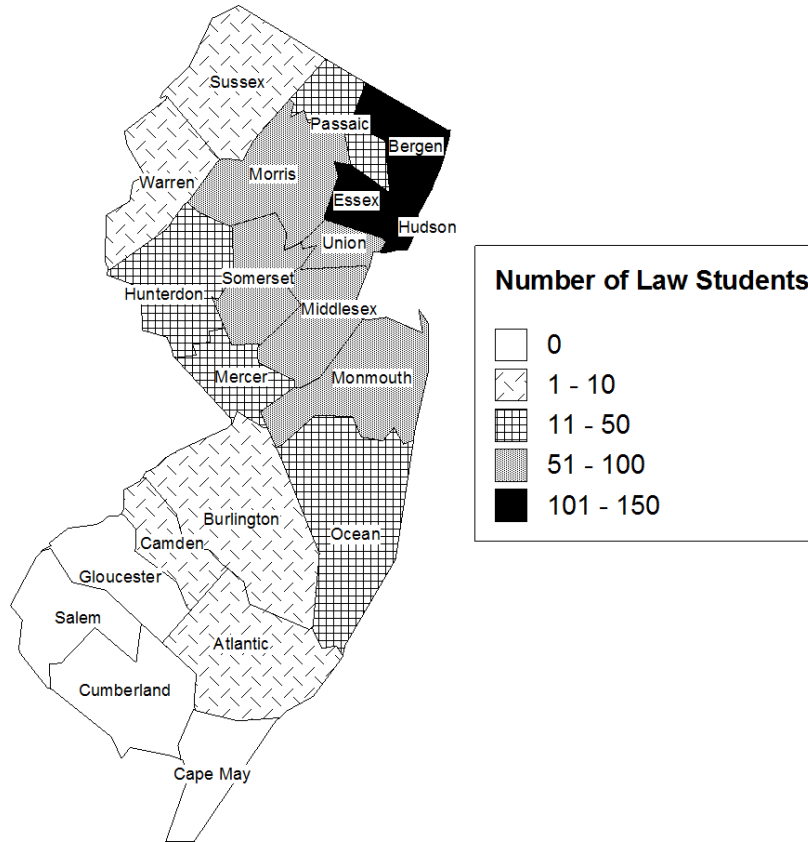 Sussex
Passaic
Bergen
Warren
Morris
Essex
Hudson
Union
Somerset
Hunterdon
Middlesex
Mercer
Monmouth
Burlington
Ocean
Camden
Gloucester
Salem
Atlantic
Cumberland
Cape May
Number of Law Students
0
1 - 10
11 - 50
51 - 100
101 - 150